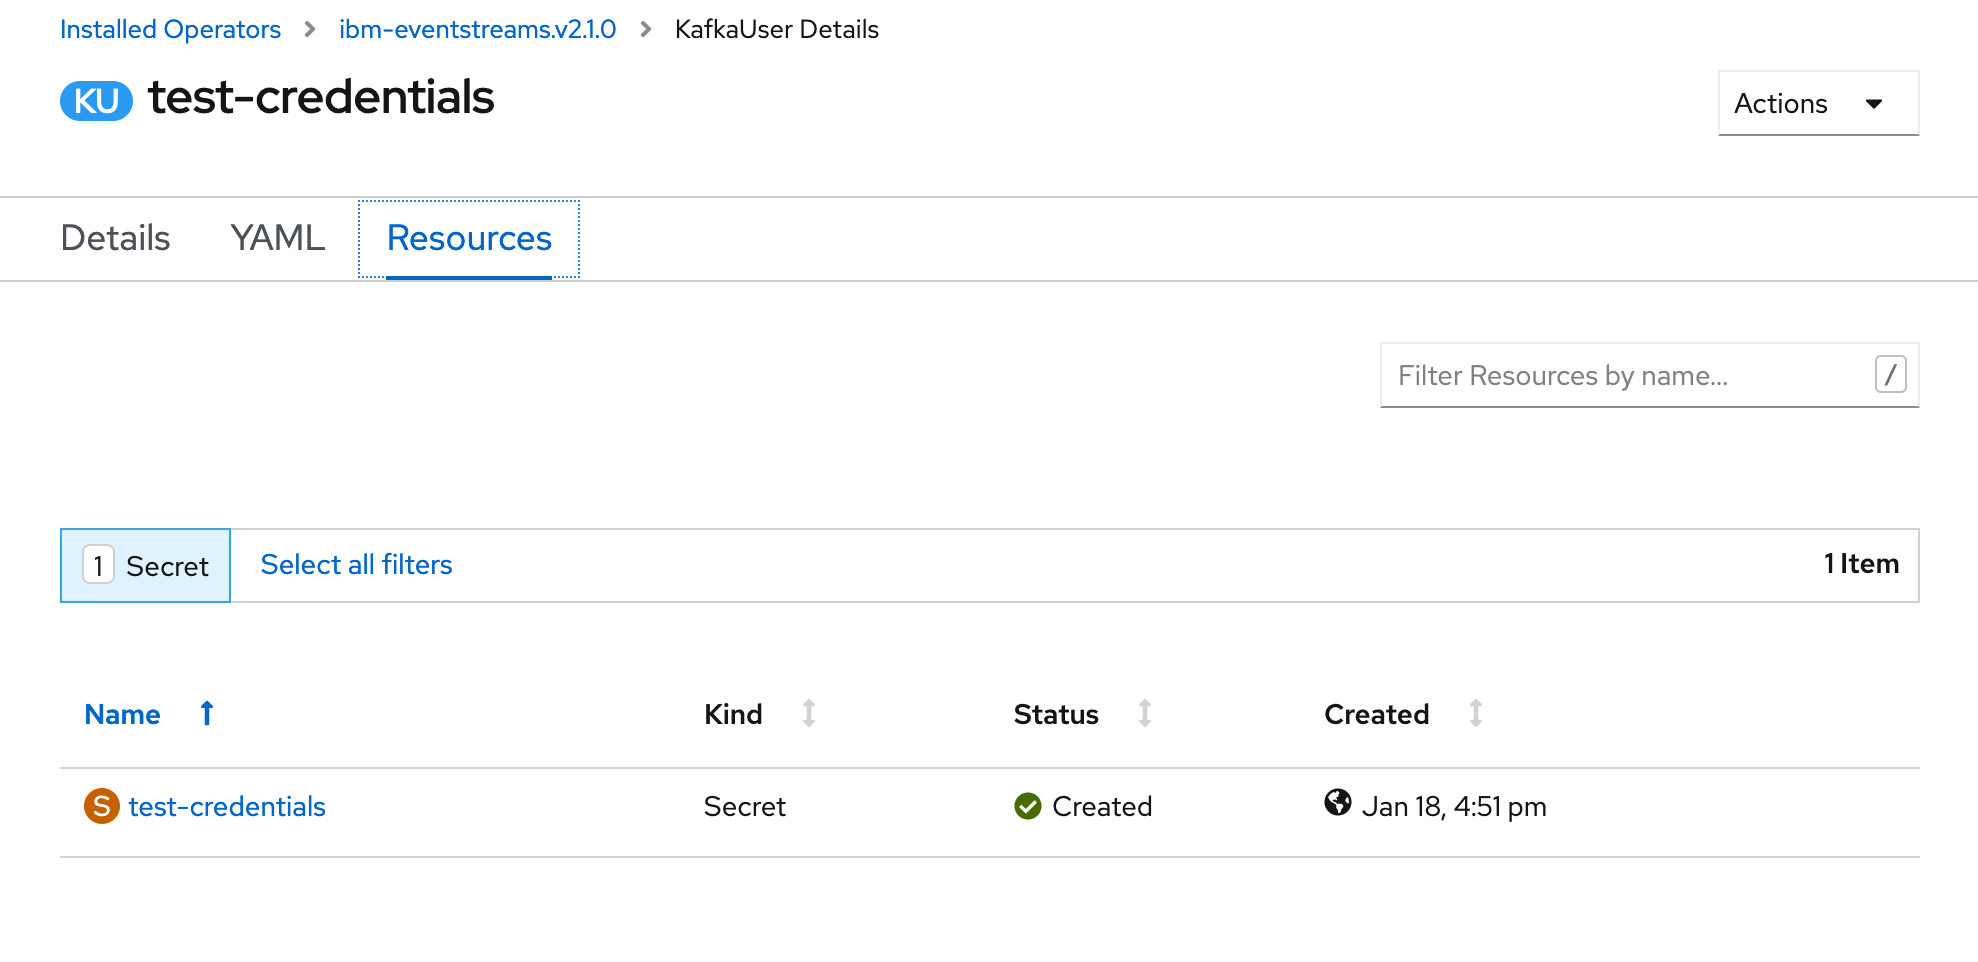 Installed Operators > ibm-eventstreams.v2.1.0 > KafkaUser Details
KU test-credentials
Actions
Details YAML Resources
Filter Resources by name... /
1 Secret Select all filters 1 Item
Name Kind Status Created
S test-credentials Secret Created Jan 18, 4:51 pm